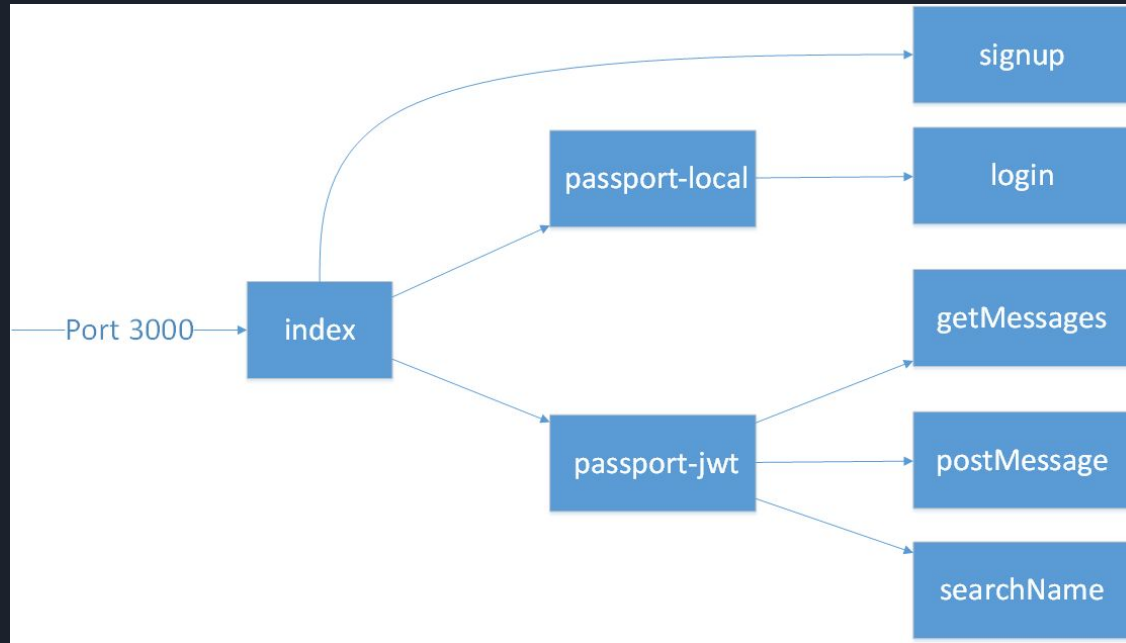 signup
passport-local
login
Port 3000
index
getMessages
passport-jwt
postMessage
searchName